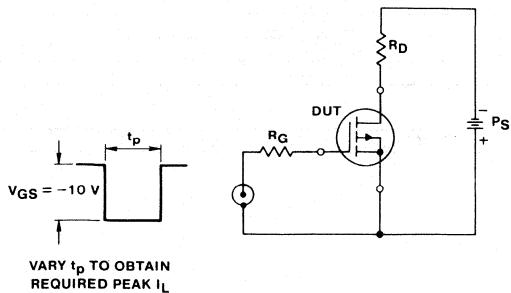 R_D
DUT
R_G
−
P_S
+
t_p
V_GS = −10 V
VARY t_p TO OBTAIN
REQUIRED PEAK I_L